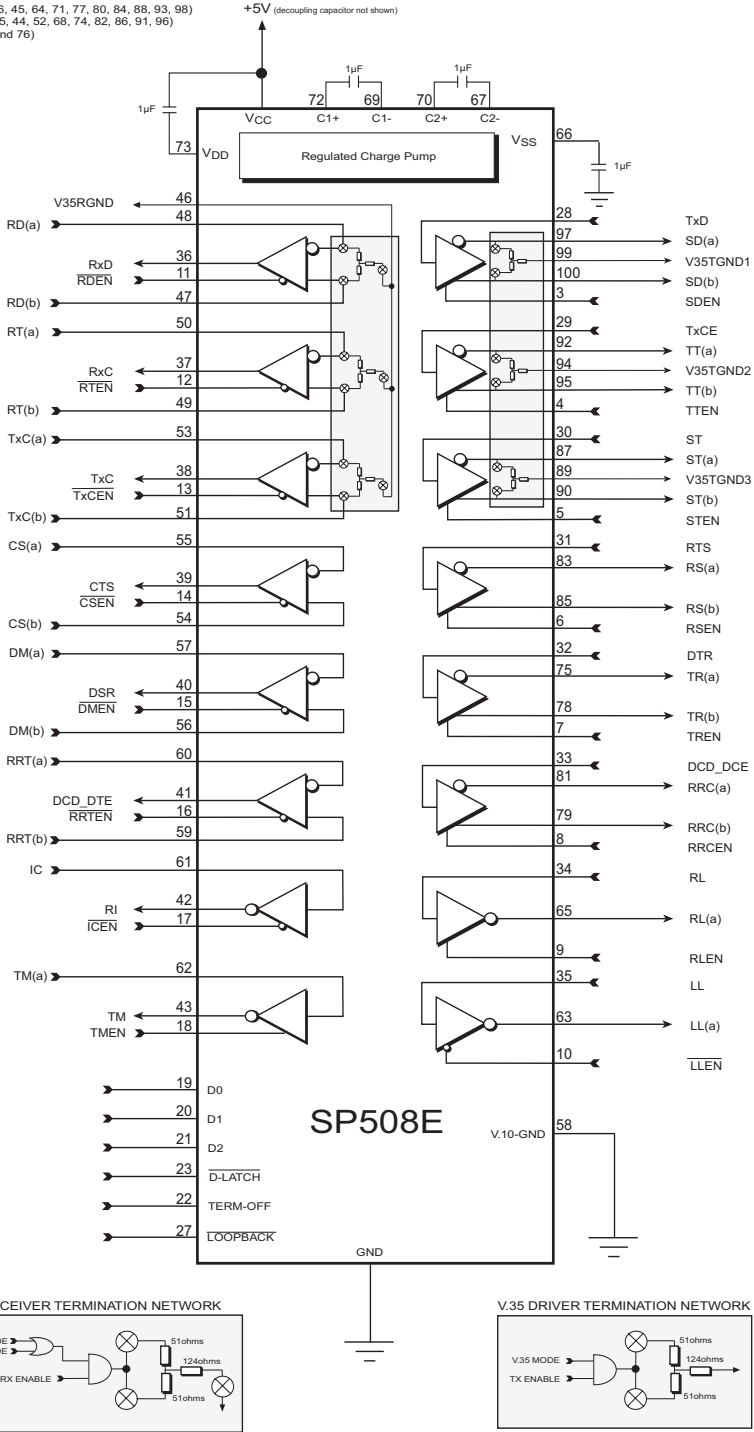 6, 45, 64, 71, 77, 80, 84, 88, 93, 98)
5, 44, 52, 68, 74, 82, 86, 91, 96)
nd 76)
+5V (decoupling capacitor not shown)
1µF
1µF
1µF
72
69
70
67
VCC
C1+
C1-
C2+
C2-
73
VDD
VSS
66
1µF
Regulated Charge Pump
V35RGND
46
RD(a)
48
RxD
36
RDEN
11
RD(b)
47
RT(a)
50
RxC
37
RTEN
12
RT(b)
49
TxC(a)
53
TxC
38
TxCEN
13
TxC(b)
51
CS(a)
55
CTS
39
CSEN
14
CS(b)
54
DM(a)
57
DSR
40
DMEN
15
DM(b)
56
RRT(a)
60
DCD_DTE
41
RRTEN
16
RRT(b)
59
IC
61
RI
42
ICEN
17
TM(a)
62
TM
43
TMEN
18
19
D0
20
D1
21
D2
23
D-LATCH
22
TERM-OFF
27
LOOPBACK
28
TxD
97
SD(a)
99
V35TGND1
100
SD(b)
3
SDEN
29
TxCE
92
TT(a)
94
V35TGND2
95
TT(b)
4
TTEN
30
ST
87
ST(a)
89
V35TGND3
90
ST(b)
5
STEN
31
RTS
83
RS(a)
85
RS(b)
6
RSEN
32
DTR
75
TR(a)
78
TR(b)
7
TREN
33
DCD_DCE
81
RRC(a)
79
RRC(b)
8
RRCEN
34
RL
65
RL(a)
9
RLEN
35
LL
63
LL(a)
10
LLEN
SP508E
V.10-GND
58
GND
CEIVER TERMINATION NETWORK
DE
DE
RX ENABLE
51ohms
124ohms
51ohms
V.35 DRIVER TERMINATION NETWORK
V.35 MODE
TX ENABLE
51ohms
124ohms
51ohms